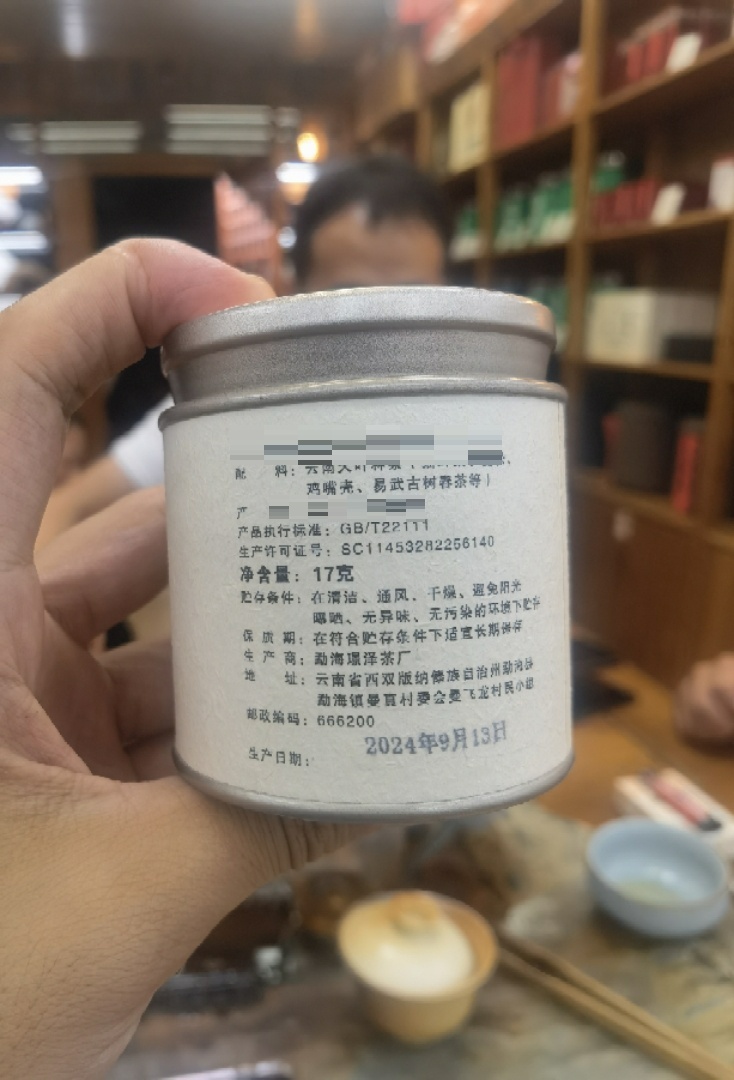 配 料：云南大叶种茶
鸡嘴壳、易武古树春茶等）
产
产品执行标准：GB/T22111
生产许可证号：SC11453282256140
净含量：17克
贮存条件：在清洁、通风、干燥、避免阳光
曝晒、无异味、无污染的环境下贮存
保 质 期：在符合贮存条件下适宜长期保存
生 产 商：勐海璟泽茶厂
地 址：云南省西双版纳傣族自治州勐海县
勐海镇曼贺村委会曼飞龙村民小组
邮政编码：666200
生产日期：2024年9月13日